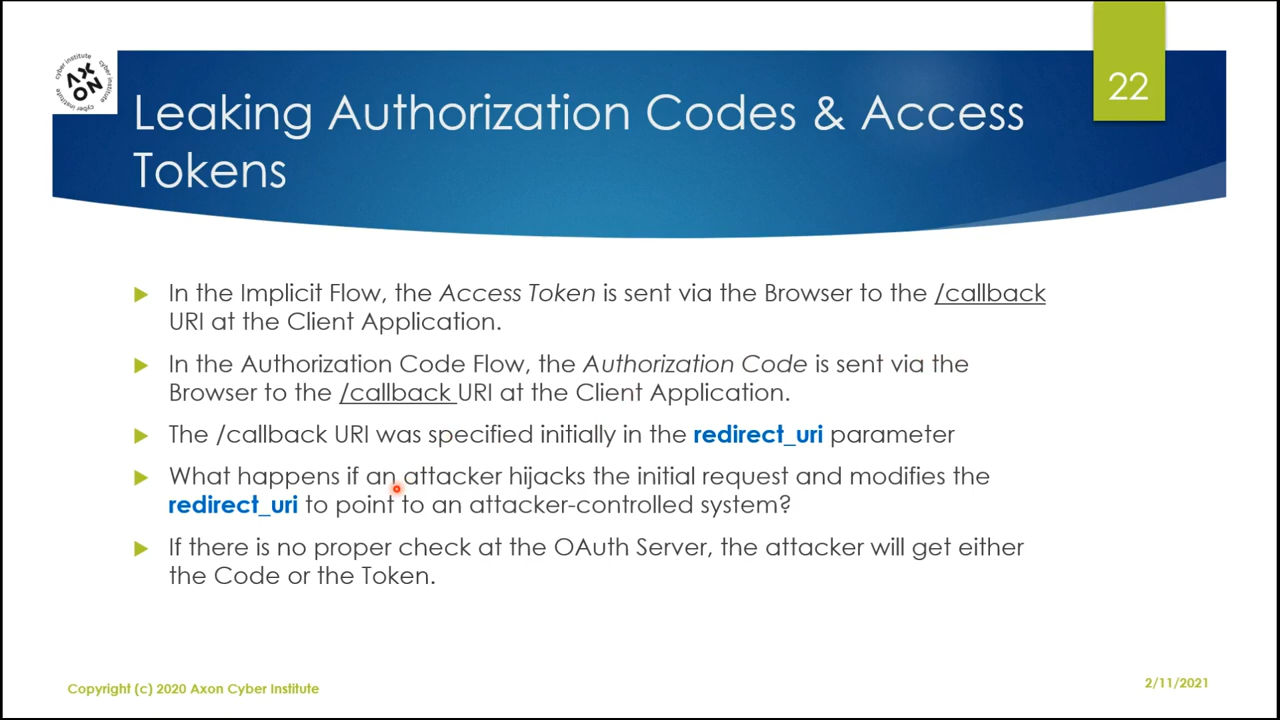 cyber institute
AXON
cyber institute
22
Leaking Authorization Codes & Access
Tokens
In the Implicit Flow, the Access Token is sent via the Browser to the /callback
URI at the Client Application.
In the Authorization Code Flow, the Authorization Code is sent via the
Browser to the /callback URI at the Client Application.
The /callback URI was specified initially in the redirect_uri parameter
What happens if an attacker hijacks the initial request and modifies the
redirect_uri to point to an attacker-controlled system?
If there is no proper check at the OAuth Server, the attacker will get either
the Code or the Token.
Copyright (c) 2020 Axon Cyber Institute
2/11/2021